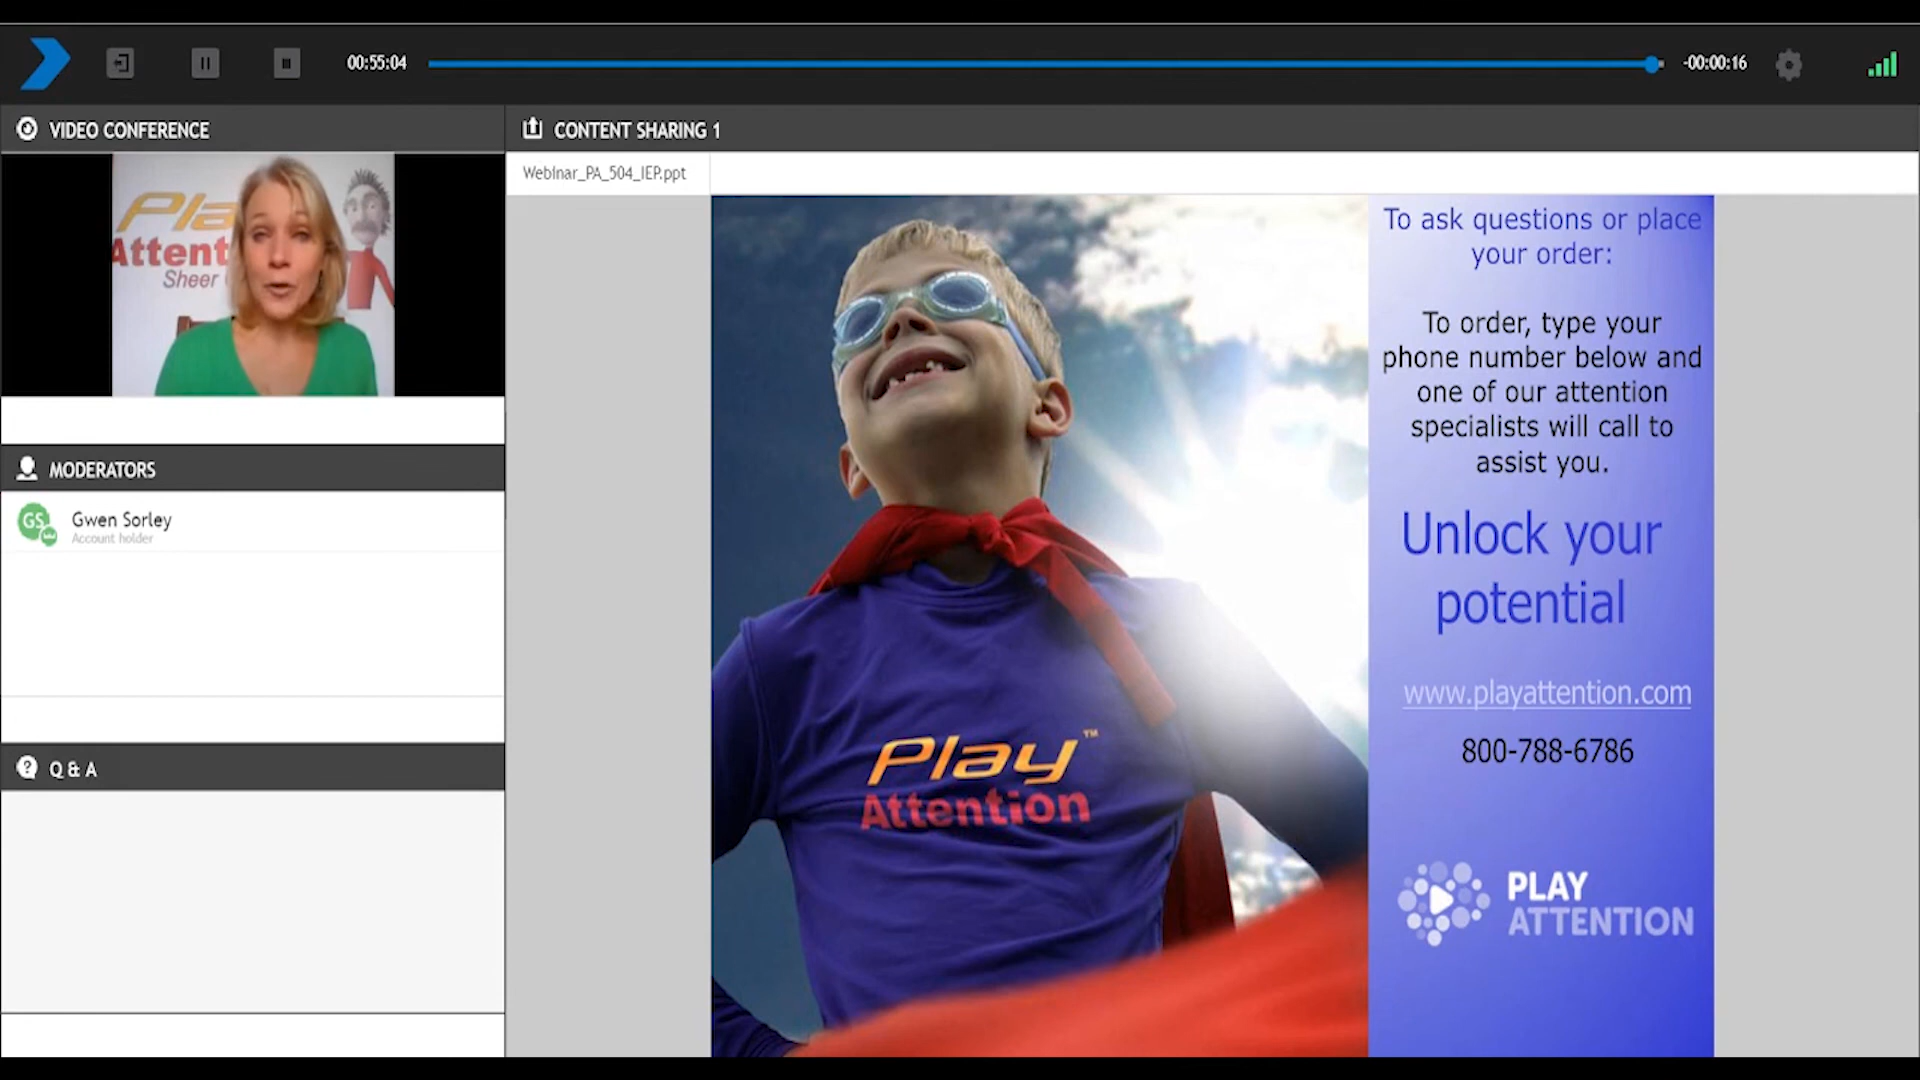 00:55:04
-00:00:16
VIDEO CONFERENCE
Pla
Attent
Sheer
MODERATORS
GS
Gwen Sorley
Account holder
Q & A
CONTENT SHARING 1
Webinar_PA_504_IEP.ppt
Play™
Attention
To ask questions or place
your order:
To order, type your
phone number below and
one of our attention
specialists will call to
assist you.
Unlock your
potential
www.playattention.com
800-788-6786
PLAY
ATTENTION